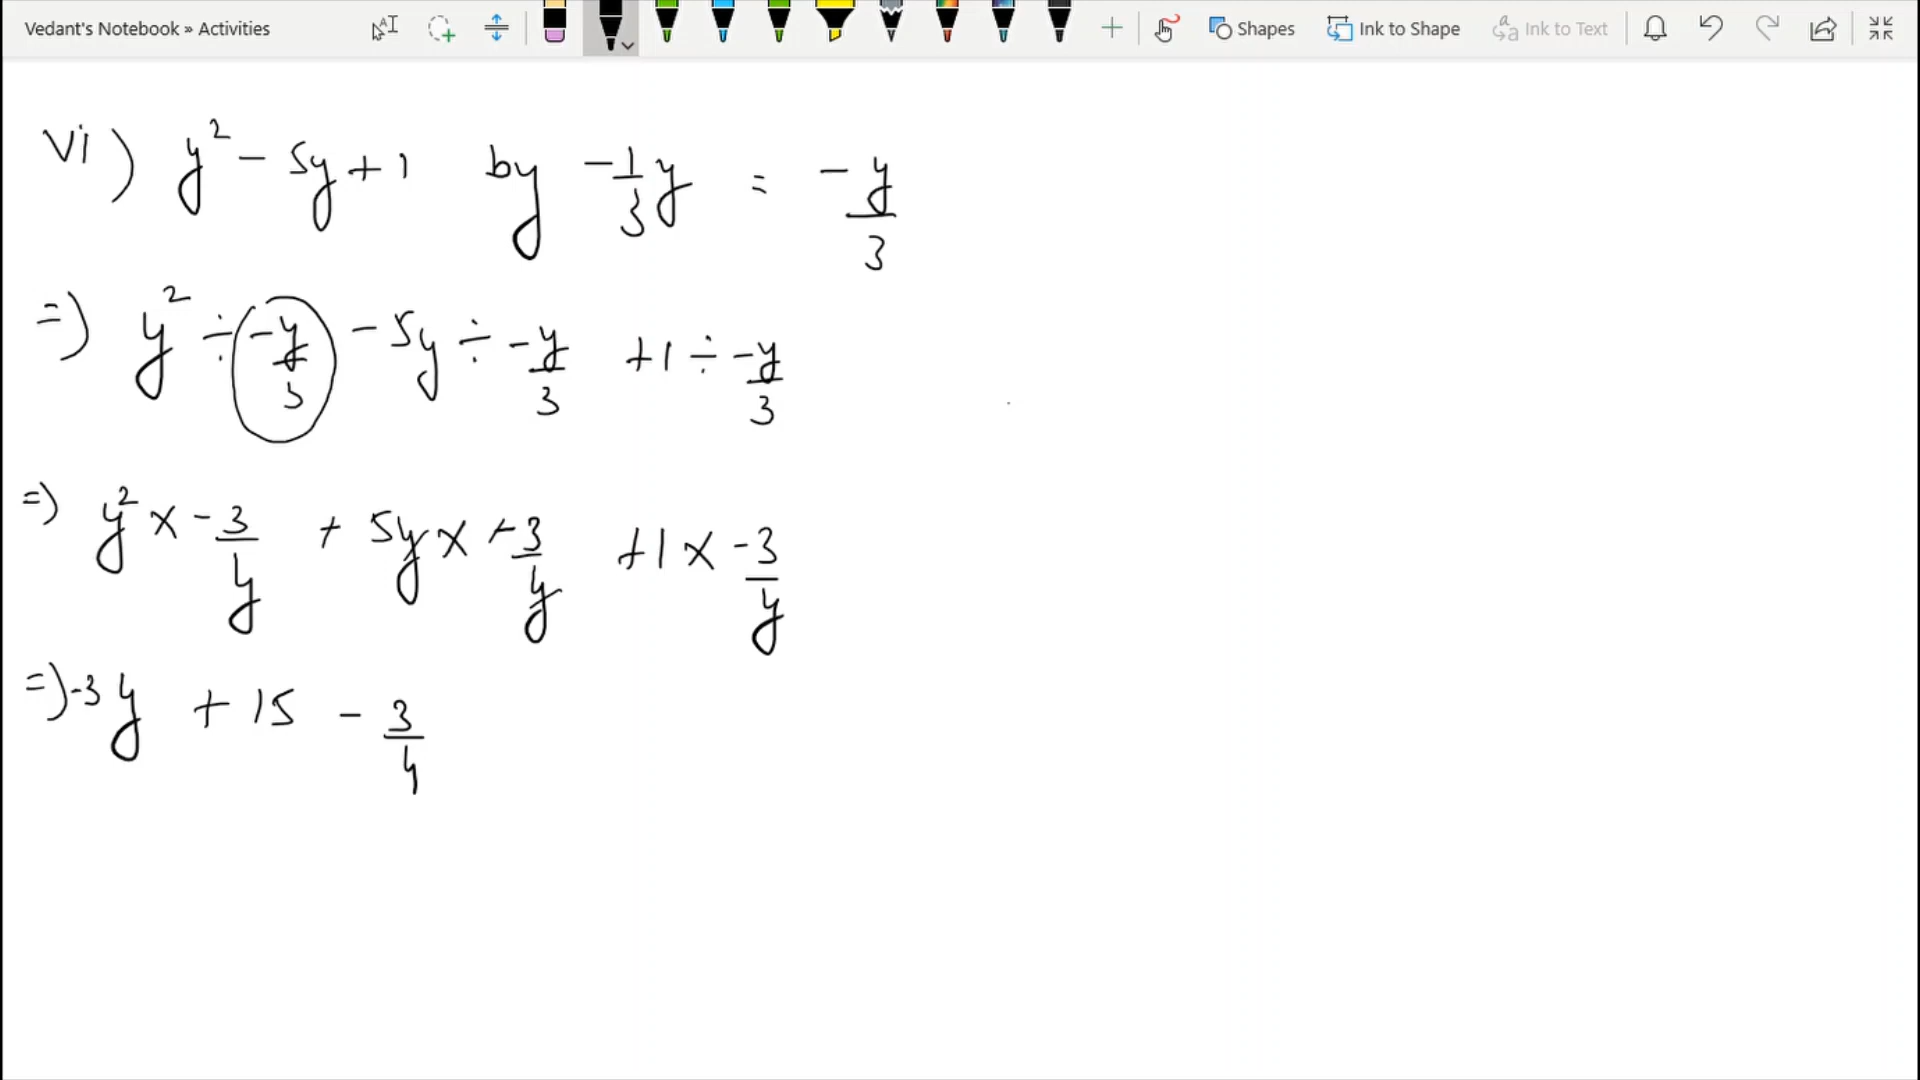 Vedant's Notebook » Activities Shapes Ink to Shape Ink to Text
vi) y² - 5y + 1 by -1/3 y = -y/3
=) y² ÷ -y/3 - 5y ÷ -y/3 + 1 ÷ -y/3
=) y² x -3/y + 5y x +3/y + 1 x -3/y
=) -3y + 15 - 3/4